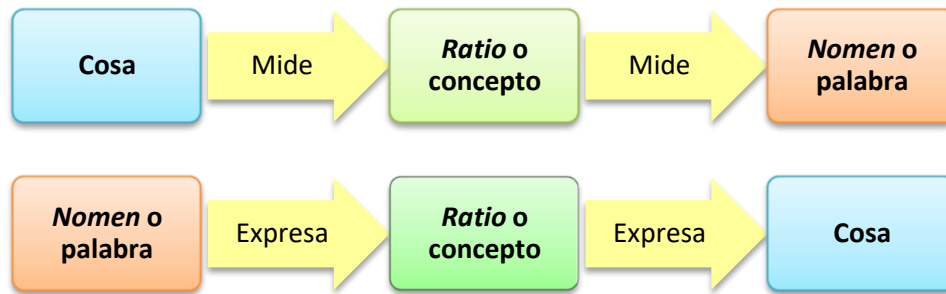 Cosa
Mide
Ratio o
concepto
Mide
Nomen o
palabra
Nomen o
palabra
Expresa
Ratio o
concepto
Expresa
Cosa